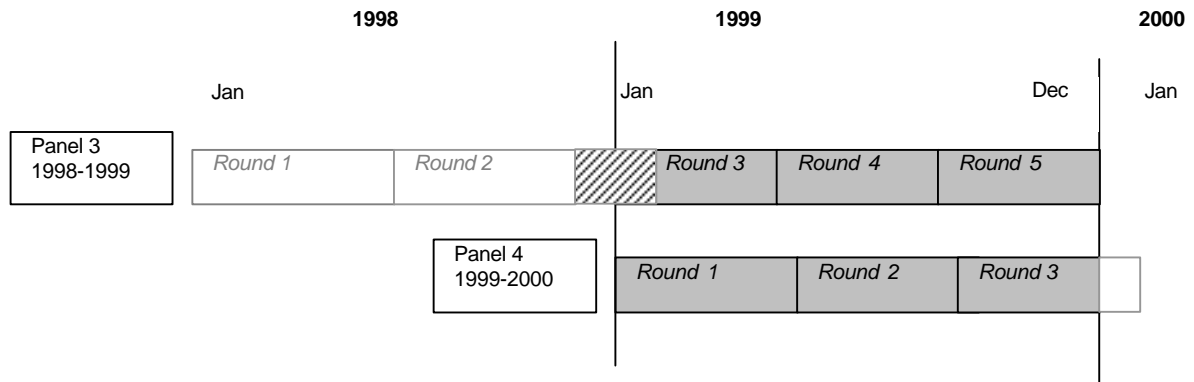 1998 1999 2000
Jan Jan Dec Jan
Panel 3
1998-1999
Round 1 Round 2 Round 3 Round 4 Round 5
Panel 4
1999-2000
Round 1 Round 2 Round 3